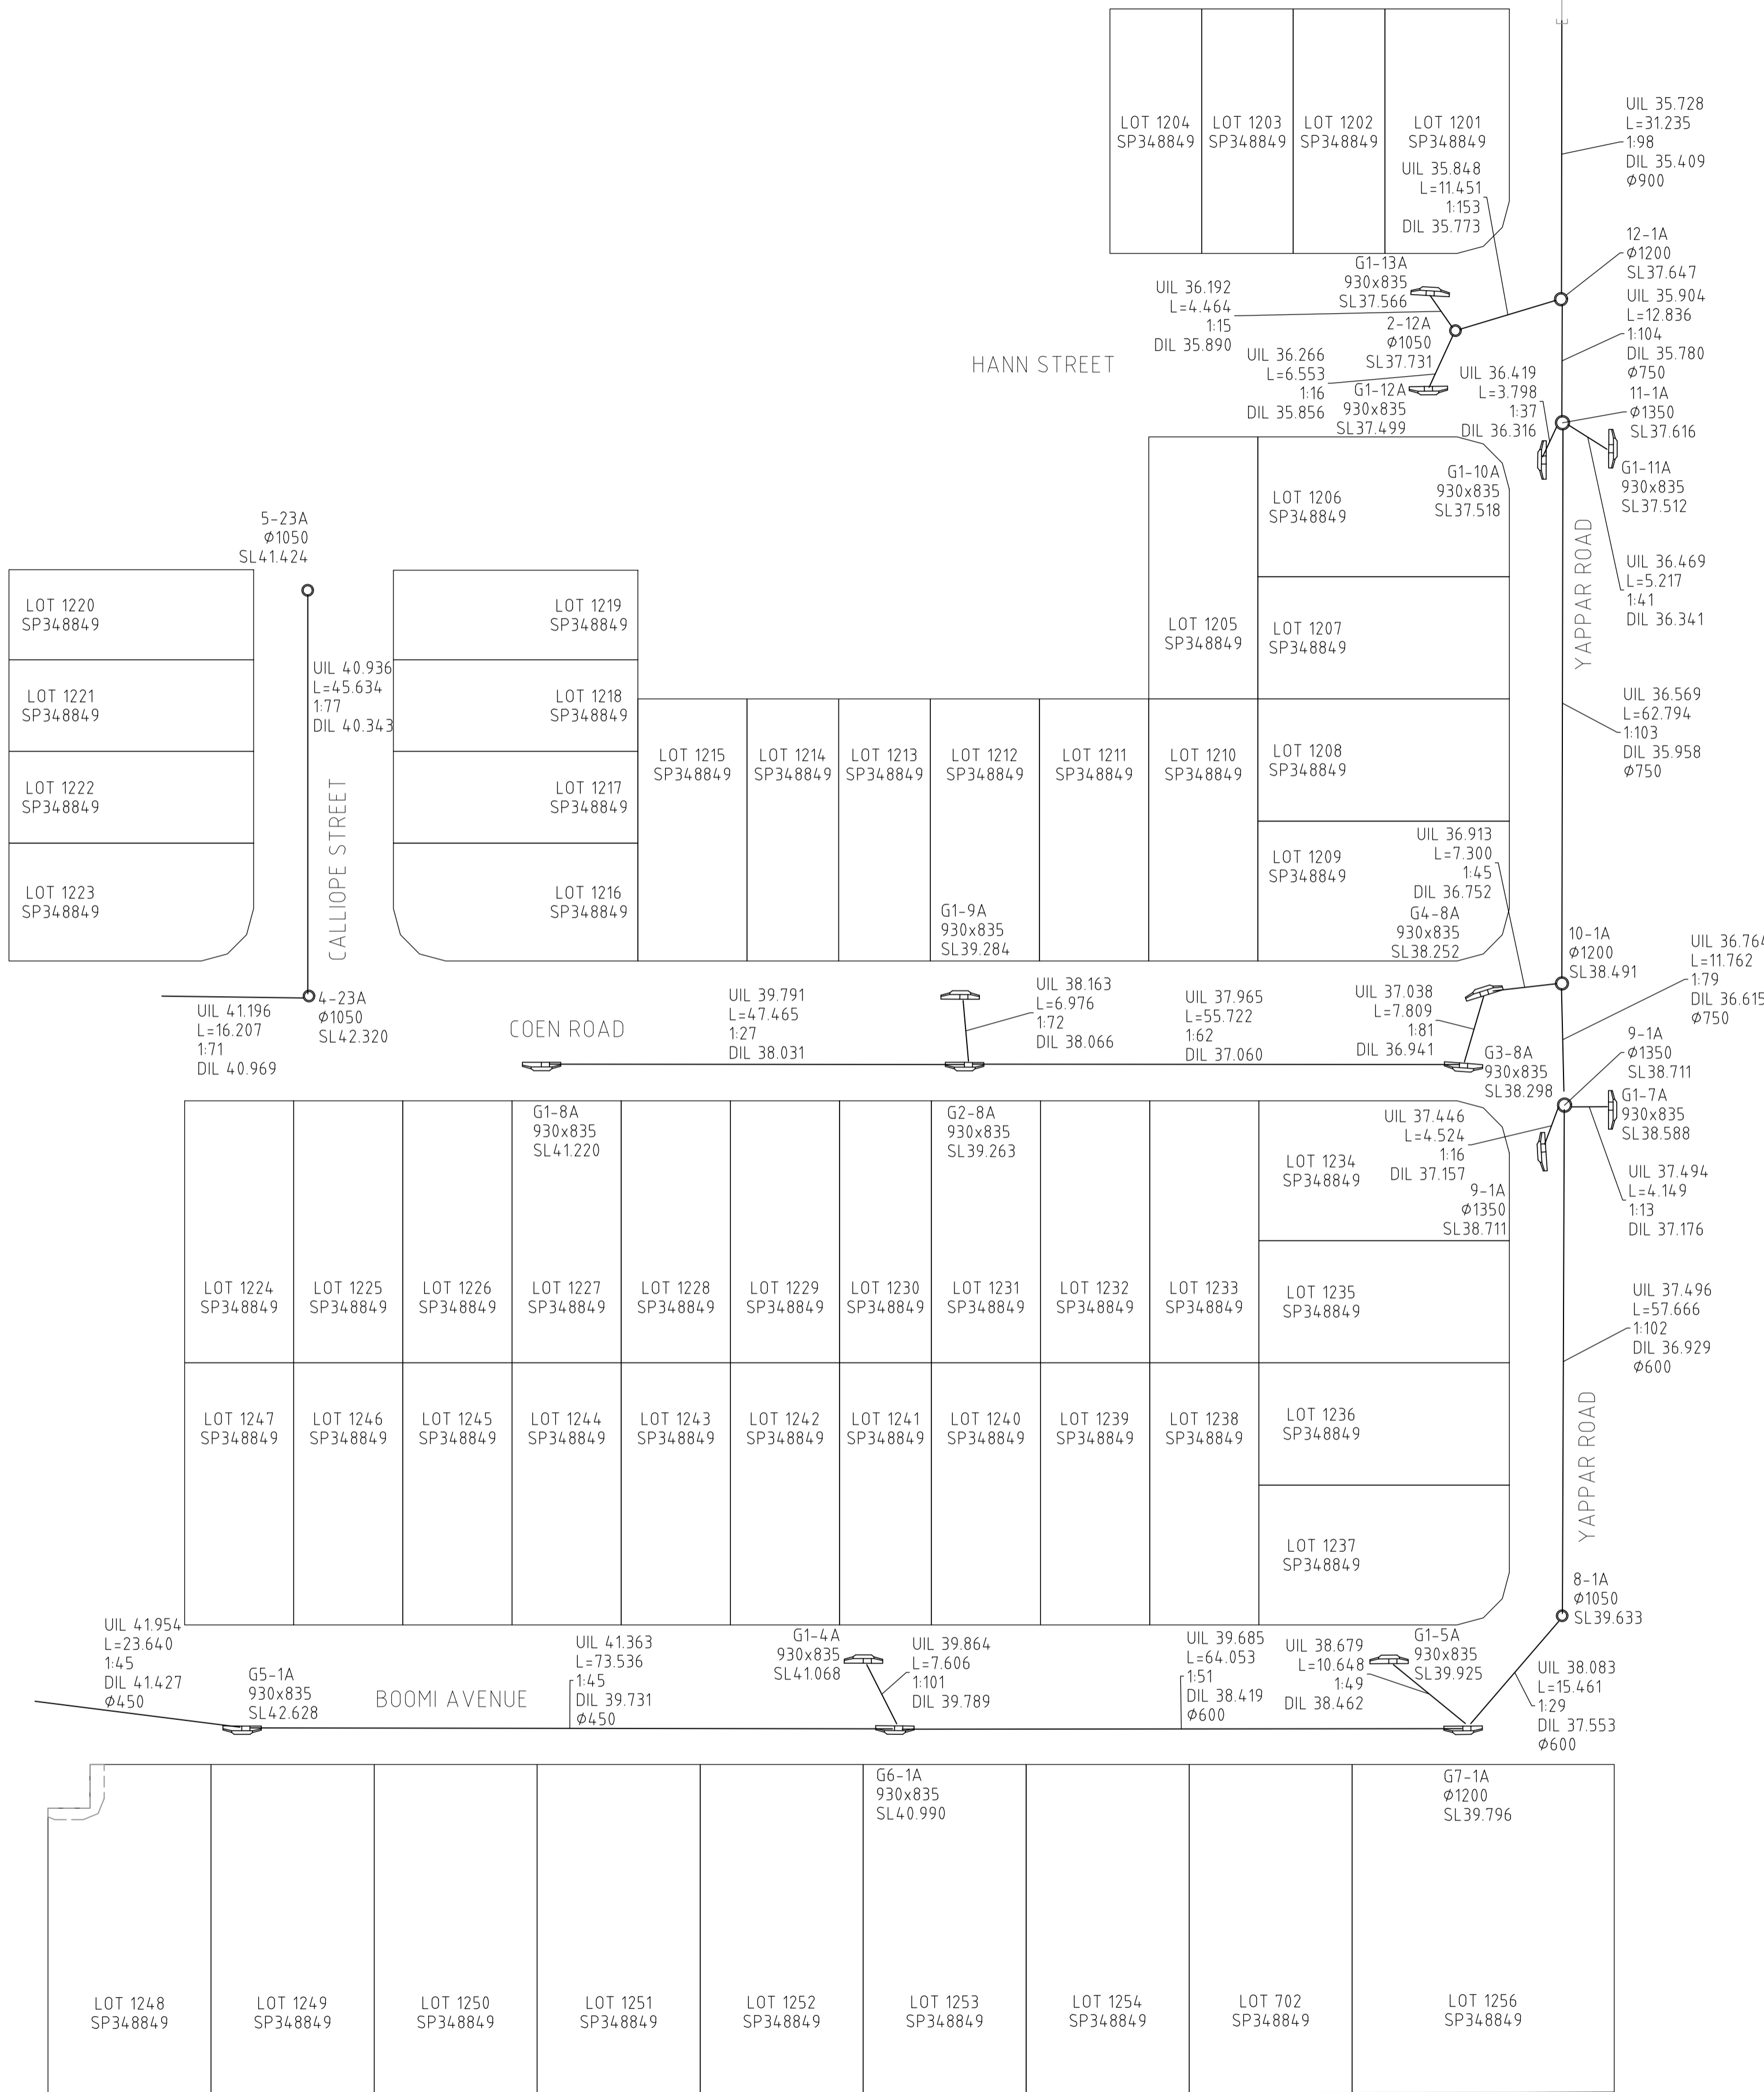 LOT 1204
SP348849
LOT 1203
SP348849
LOT 1202
SP348849
LOT 1201
SP348849
UIL 35.728
L=31.235
1:98
DIL 35.409
Φ900
UIL 35.848
L=11.451
1:153
DIL 35.773
12-1A
Φ1200
SL37.647
G1-13A
930x835
SL37.566
UIL 36.192
L=4.464
1:15
DIL 35.890
UIL 35.904
L=12.836
1:104
DIL 35.780
Φ750
2-12A
Φ1050
SL37.731
HANN STREET
UIL 36.266
L=6.553
1:16
DIL 35.856
G1-12A
930x835
SL37.499
UIL 36.419
L=3.798
1:37
DIL 36.316
11-1A
Φ1350
SL37.616
G1-10A
930x835
SL37.518
G1-11A
930x835
SL37.512
LOT 1206
SP348849
YAPPAR ROAD
UIL 36.469
L=5.217
1:41
DIL 36.341
5-23A
Φ1050
SL41.424
LOT 1220
SP348849
LOT 1219
SP348849
LOT 1205
SP348849
LOT 1207
SP348849
UIL 40.936
L=45.634
1:77
DIL 40.343
LOT 1221
SP348849
LOT 1218
SP348849
UIL 36.569
L=62.794
1:103
DIL 35.958
Φ750
LOT 1215
SP348849
LOT 1214
SP348849
LOT 1213
SP348849
LOT 1212
SP348849
LOT 1211
SP348849
LOT 1210
SP348849
LOT 1208
SP348849
LOT 1222
SP348849
CALLIOPE STREET
LOT 1217
SP348849
UIL 36.913
L=7.300
1:45
DIL 36.752
LOT 1209
SP348849
LOT 1223
SP348849
LOT 1216
SP348849
G1-9A
930x835
SL39.284
G4-8A
930x835
SL38.252
10-1A
Φ1200
SL38.491
UIL 36.764
L=11.762
1:79
DIL 36.615
Φ750
4-23A
Φ1050
SL42.320
UIL 41.196
L=16.207
1:71
DIL 40.969
COEN ROAD
UIL 39.791
L=47.465
1:27
DIL 38.031
UIL 38.163
L=6.976
1:72
DIL 38.066
UIL 37.965
L=55.722
1:62
DIL 37.060
UIL 37.038
L=7.809
1:81
DIL 36.941
G3-8A
930x835
SL38.298
9-1A
Φ1350
SL38.711
G1-7A
930x835
SL38.588
G1-8A
930x835
SL41.220
G2-8A
930x835
SL39.263
UIL 37.446
L=4.524
1:16
DIL 37.157
LOT 1234
SP348849
9-1A
Φ1350
SL38.711
UIL 37.494
L=4.149
1:13
DIL 37.176
LOT 1224
SP348849
LOT 1225
SP348849
LOT 1226
SP348849
LOT 1227
SP348849
LOT 1228
SP348849
LOT 1229
SP348849
LOT 1230
SP348849
LOT 1231
SP348849
LOT 1232
SP348849
LOT 1233
SP348849
LOT 1235
SP348849
UIL 37.496
L=57.666
1:102
DIL 36.929
Φ600
LOT 1247
SP348849
LOT 1246
SP348849
LOT 1245
SP348849
LOT 1244
SP348849
LOT 1243
SP348849
LOT 1242
SP348849
LOT 1241
SP348849
LOT 1240
SP348849
LOT 1239
SP348849
LOT 1238
SP348849
LOT 1236
SP348849
YAPPAR ROAD
LOT 1237
SP348849
8-1A
Φ1050
SL39.633
UIL 41.954
L=23.640
1:45
DIL 41.427
Φ450
G5-1A
930x835
SL42.628
BOOMI AVENUE
UIL 41.363
L=73.536
1:45
DIL 39.731
Φ450
G1-4A
930x835
SL41.068
UIL 39.864
L=7.606
1:101
DIL 39.789
UIL 39.685
L=64.053
1:51
DIL 38.419
Φ600
UIL 38.679
L=10.648
1:49
DIL 38.462
G1-5A
930x835
SL39.925
UIL 38.083
L=15.461
1:29
DIL 37.553
Φ600
G6-1A
930x835
SL40.990
G7-1A
Φ1200
SL39.796
LOT 1248
SP348849
LOT 1249
SP348849
LOT 1250
SP348849
LOT 1251
SP348849
LOT 1252
SP348849
LOT 1253
SP348849
LOT 1254
SP348849
LOT 702
SP348849
LOT 1256
SP348849